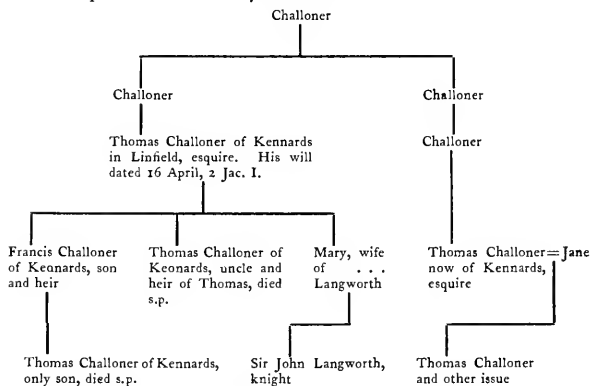 Challoner
Challoner
Challoner
Thomas Challoner of Kennards
in Linfield, esquire. His will
dated 16 April, 2 Jac. I.
Challoner
Francis Challoner
of Kennards, son
and heir
Thomas Challoner of
Kennards, uncle and
heir of Thomas, died
s.p.
Mary, wife
of . . .
Langworth
Thomas Challoner=Jane
now of Kennards,
esquire
Thomas Challoner of Kennards,
only son, died s.p.
Sir John Langworth,
knight
Thomas Challoner
and other issue